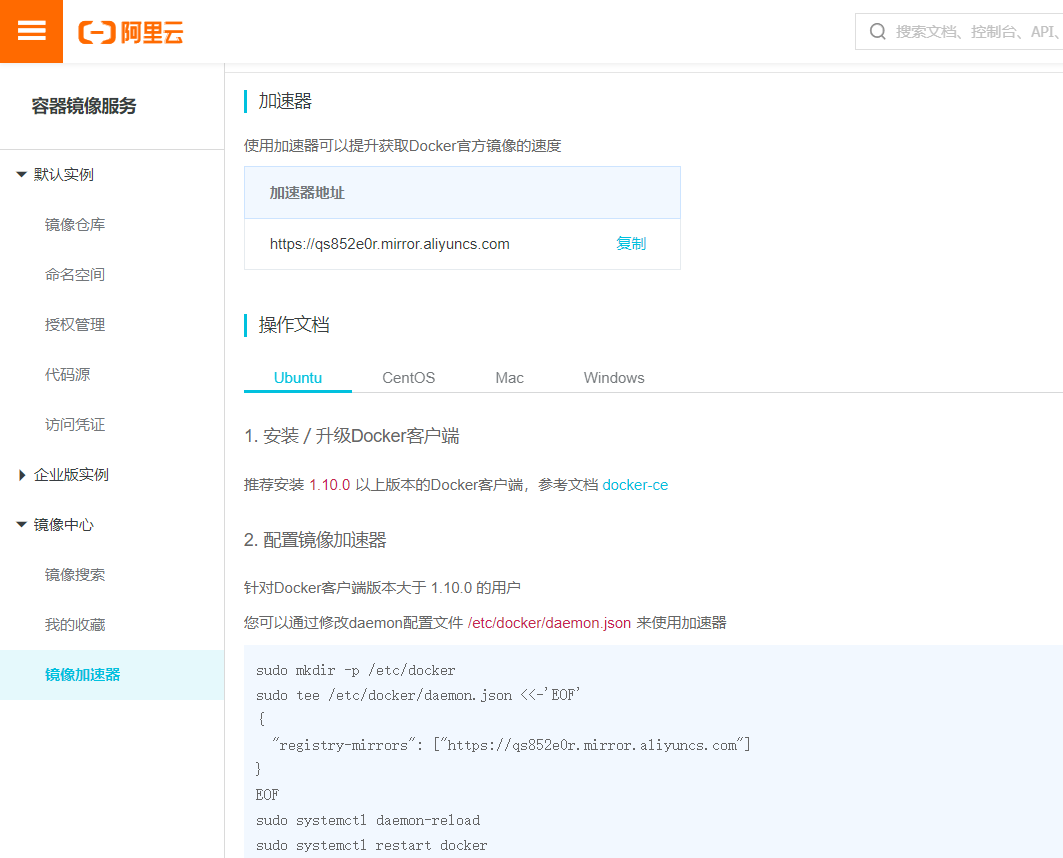 阿里云
搜索文档、控制台、API、
容器镜像服务
默认实例
镜像仓库
命名空间
授权管理
代码源
访问凭证
企业版实例
镜像中心
镜像搜索
我的收藏
镜像加速器
加速器
使用加速器可以提升获取Docker官方镜像的速度
加速器地址
https://qs852e0r.mirror.aliyuncs.com 复制
操作文档
Ubuntu CentOS Mac Windows
1. 安装 / 升级Docker客户端
推荐安装 1.10.0 以上版本的Docker客户端，参考文档 docker-ce
2. 配置镜像加速器
针对Docker客户端版本大于 1.10.0 的用户
您可以通过修改daemon配置文件 /etc/docker/daemon.json 来使用加速器
sudo mkdir -p /etc/docker
sudo tee /etc/docker/daemon.json <<-'EOF'
{
"registry-mirrors": ["https://qs852e0r.mirror.aliyuncs.com"]
}
EOF
sudo systemctl daemon-reload
sudo systemctl restart docker